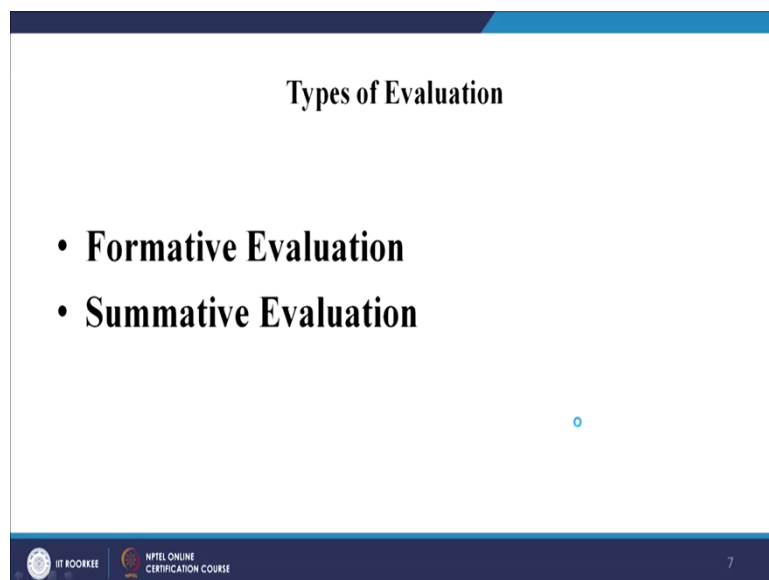 Types of Evaluation
• Formative Evaluation
• Summative Evaluation
IIT ROORKEE
NPTEL ONLINE
CERTIFICATION COURSE
7